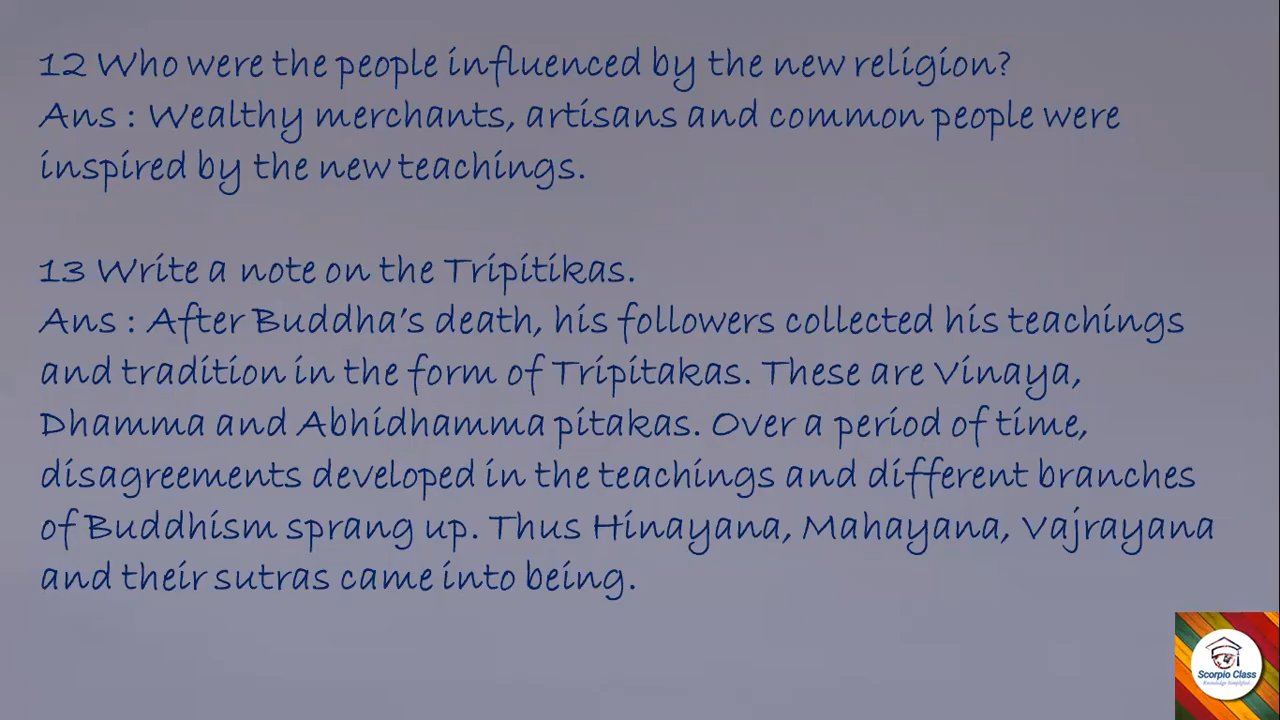 12 Who were the people influenced by the new religion?
Ans : Wealthy merchants, artisans and common people were
inspired by the new teachings.
13 Write a note on the Tripitikas.
Ans : After Buddha's death, his followers collected his teachings
and tradition in the form of Tripitakas. These are Vinaya,
Dhamma and Abhidhamma pitakas. Over a period of time,
disagreements developed in the teachings and different branches
of Buddhism sprang up. Thus Hinayana, Mahayana, Vajrayana
and their sutras came into being.
Scorpio Class
Knowledge Simplified